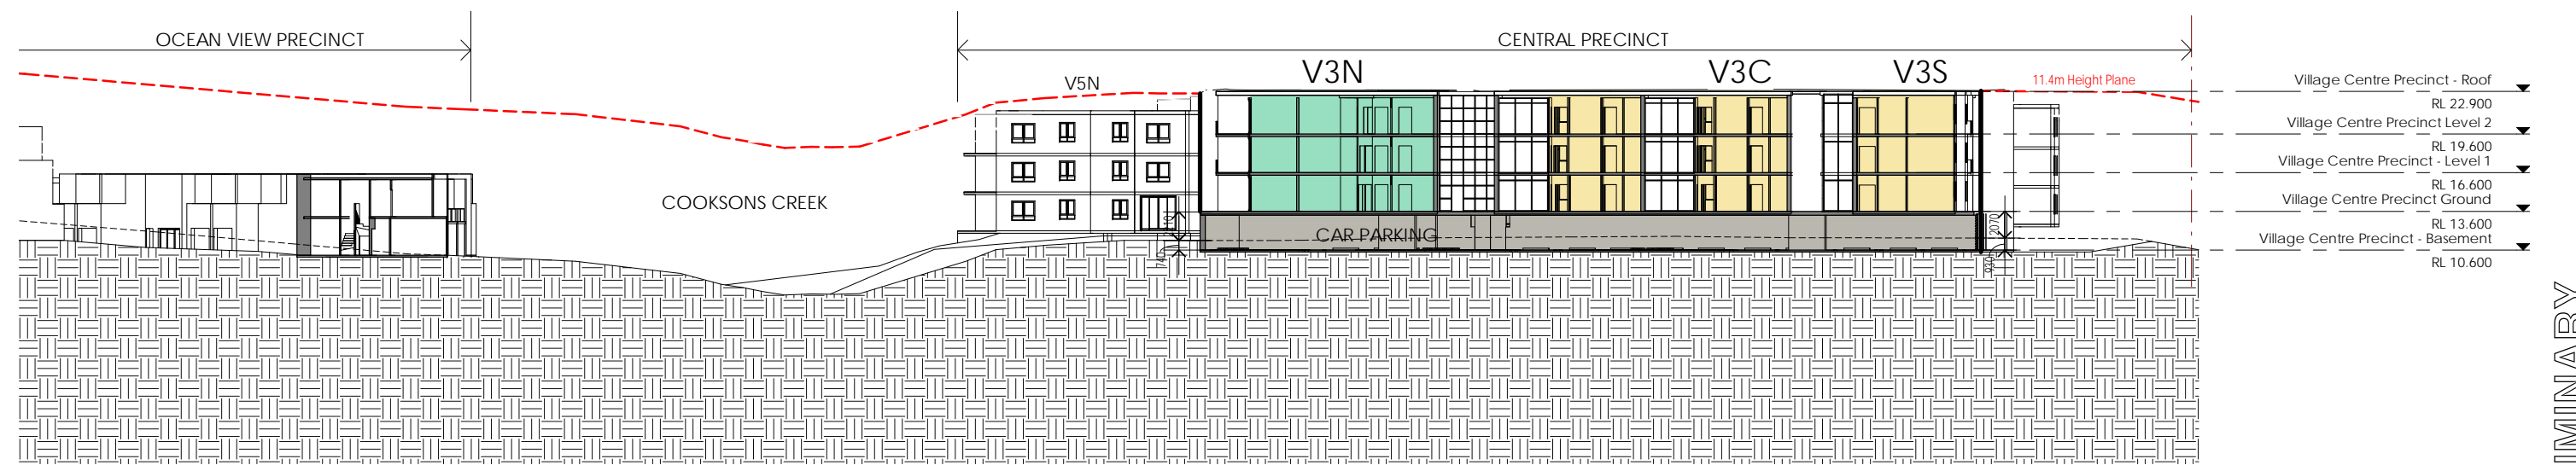 OCEAN VIEW PRECINCT
CENTRAL PRECINCT
V5N
V3N
V3C
V3S
11.4m Height Plane
Village Centre Precinct - Roof
RL 22.900
Village Centre Precinct Level 2
RL 19.600
Village Centre Precinct - Level 1
RL 16.600
Village Centre Precinct Ground
RL 13.600
Village Centre Precinct - Basement
RL 10.600
COOKSONS CREEK
CAR PARKING
740
2070
930